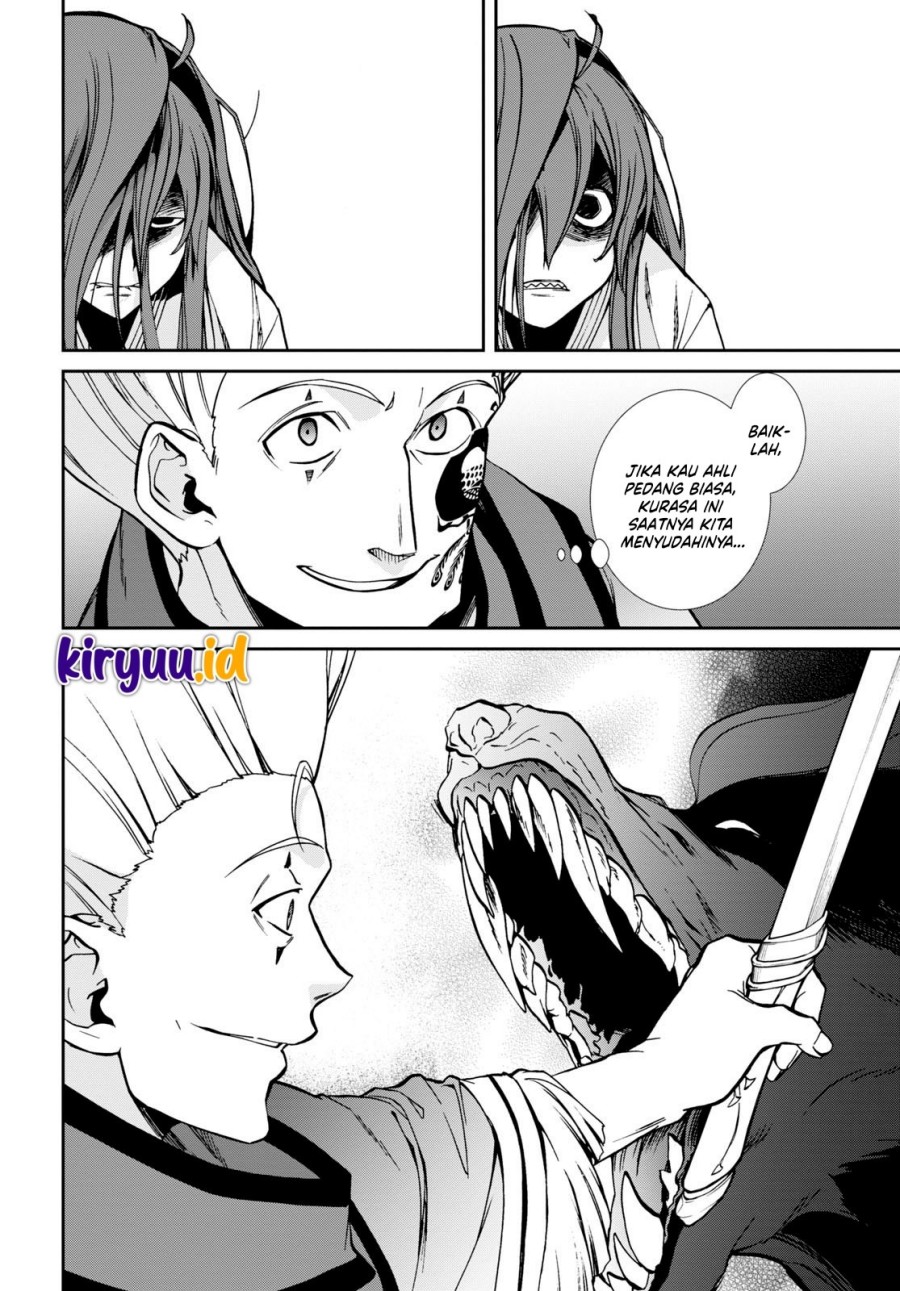 BAIK-
LAH,
JIKA KAU AHLI
PEDANG BIASA,
KURASA INI
SAATNYA KITA
MENYUDAHINYA...
kiryuu.id